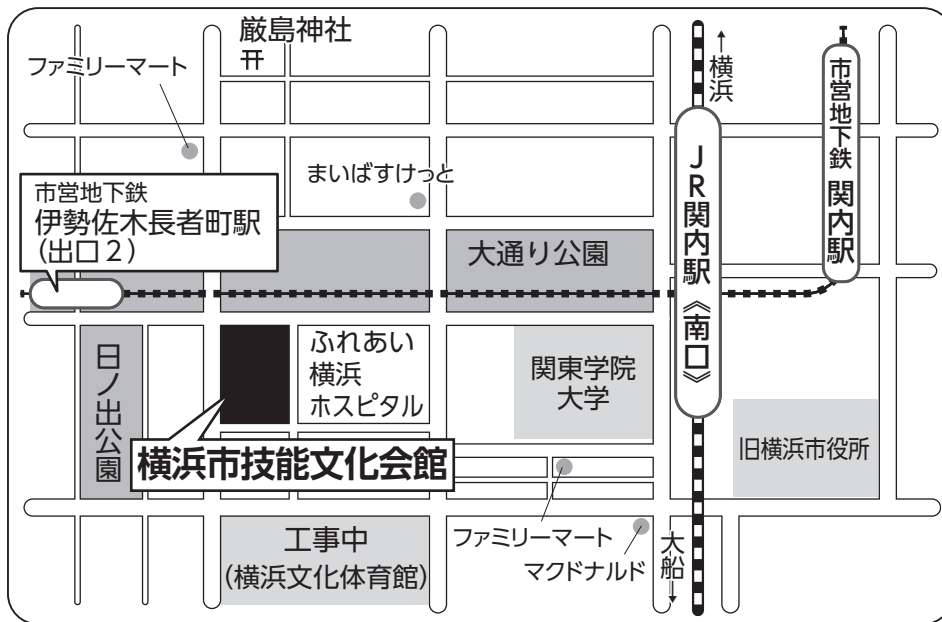 厳島神社
ファミリーマート
↑横浜
市営地下鉄 関内駅
まいばすけっと
JR関内駅《南口》
市営地下鉄
伊勢佐木長者町駅
(出口2)
大通り公園
日ノ出公園
ふれあい
横浜
ホスピタル
関東学院
大学
横浜市技能文化会館
旧横浜市役所
工事中
(横浜文化体育館)
ファミリーマート
マクドナルド
大船↓